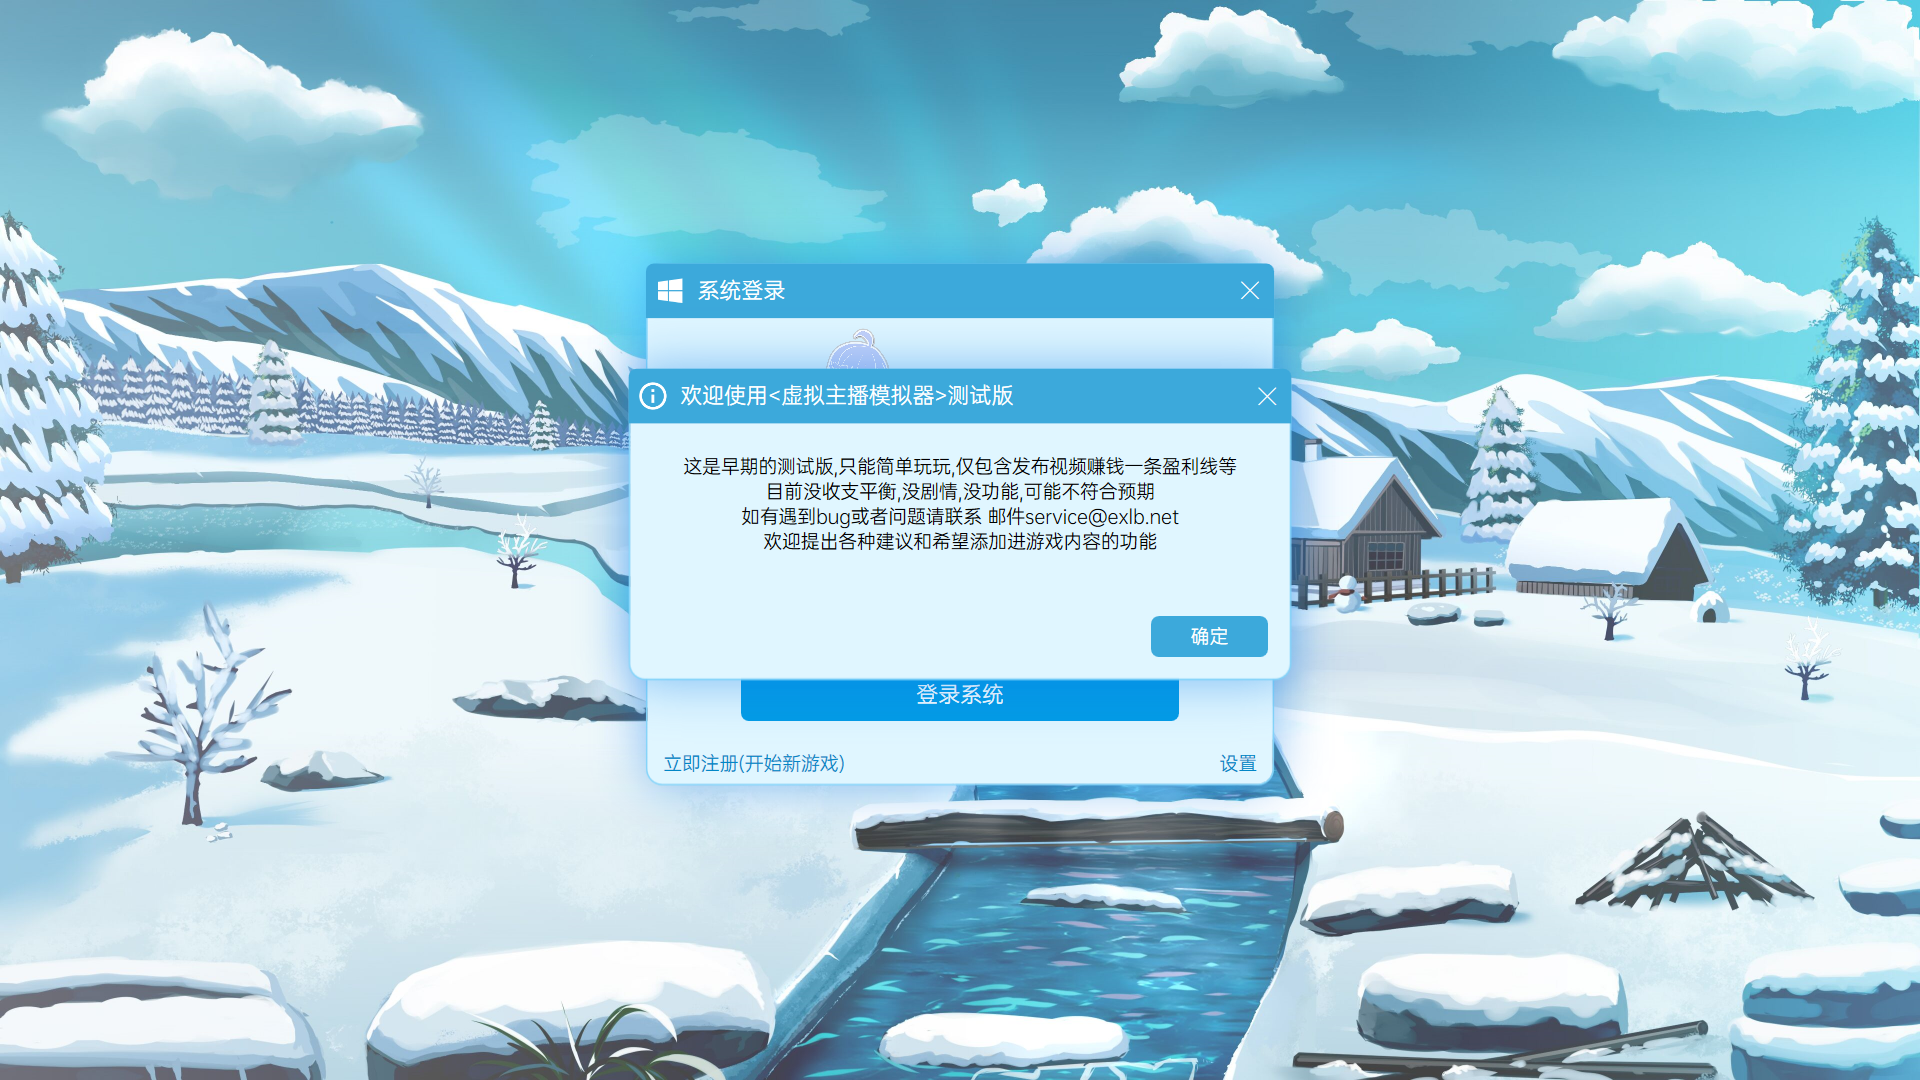 系统登录
欢迎使用<虚拟主播模拟器>测试版
这是早期的测试版,只能简单玩玩,仅包含发布视频赚钱一条盈利线等
目前没收支平衡,没剧情,没功能,可能不符合预期
如有遇到bug或者问题请联系 邮件service@exlb.net
欢迎提出各种建议和希望添加进游戏内容的功能
确定
登录系统
立即注册(开始新游戏)
设置